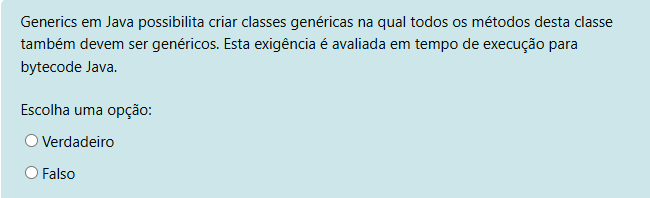 Generics em Java possibilita criar classes genéricas na qual todos os métodos desta classe
também devem ser genéricos. Esta exigência é avaliada em tempo de execução para
bytecode Java.
Escolha uma opção:
Verdadeiro
Falso